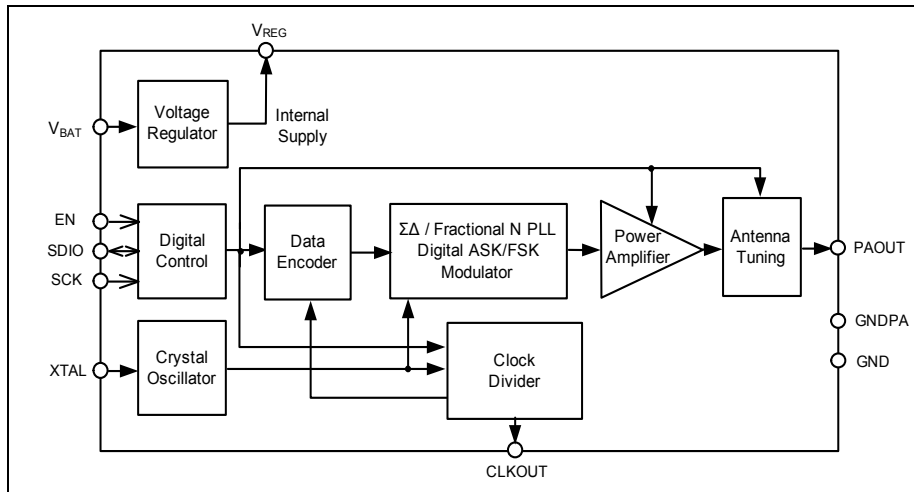 VREG
VBAT
Voltage
Regulator
Internal
Supply
EN
SDIO
SCK
Digital
Control
Data
Encoder
ΣΔ / Fractional N PLL
Digital ASK/FSK
Modulator
Power
Amplifier
Antenna
Tuning
PAOUT
GNDPA
GND
XTAL
Crystal
Oscillator
Clock
Divider
CLKOUT